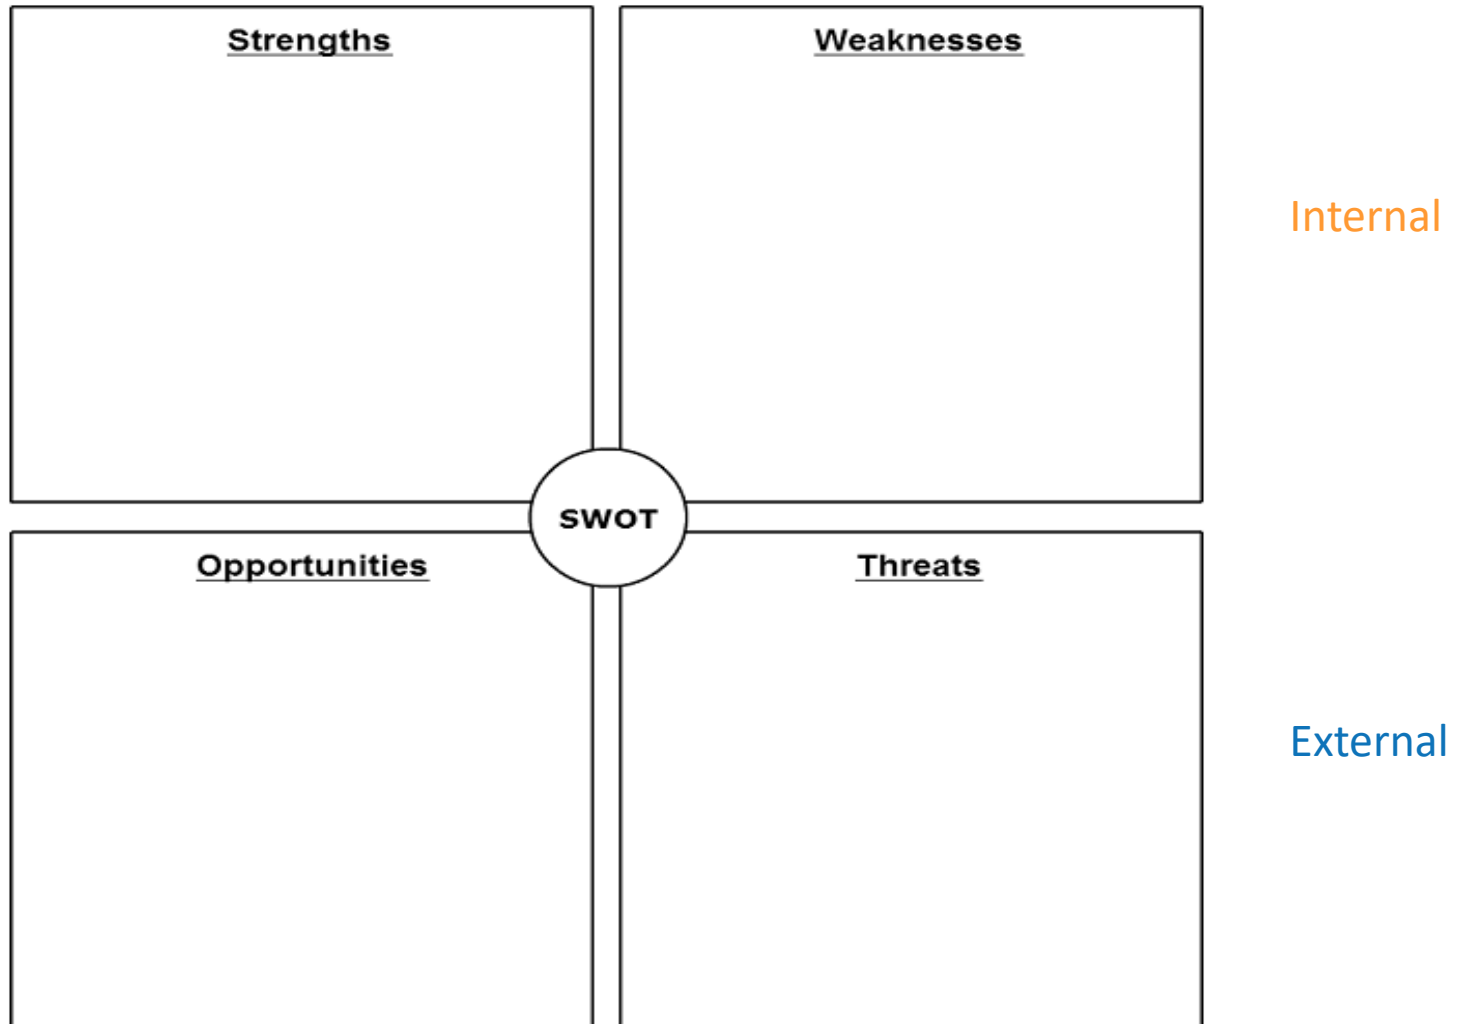 Strengths
Weaknesses
Internal
SWOT
Opportunities
Threats
External